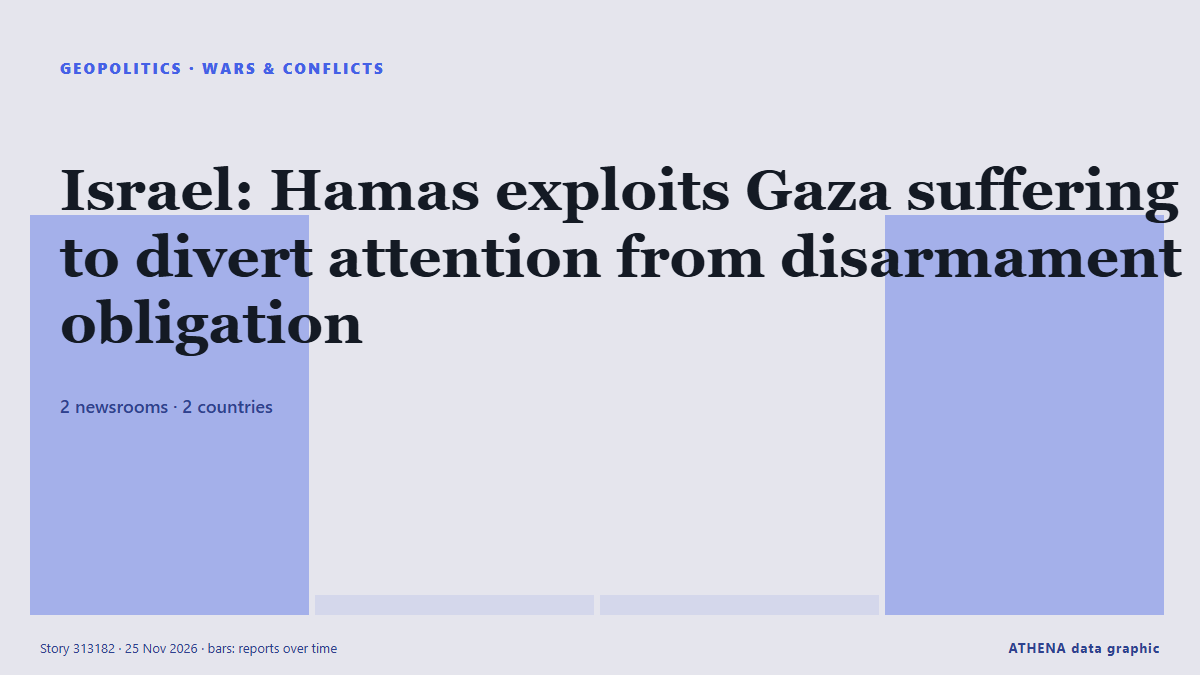 GEOPOLITICS · WARS & CONFLICTS
Israel: Hamas exploits Gaza suffering
to divert attention from disarmament
obligation
2 newsrooms · 2 countries
Story 313182 · 25 Nov 2026 · bars: reports over time
ATHENA data graphic